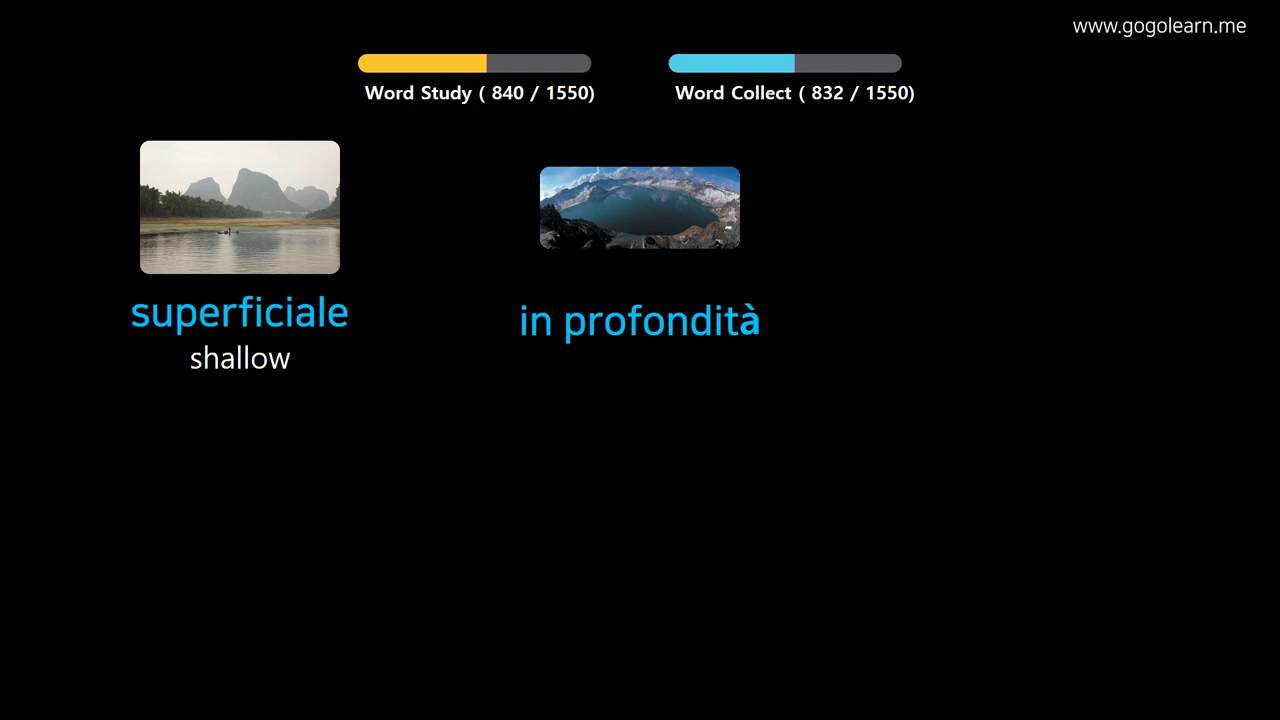 www.gogolearn.me
Word Study ( 840 / 1550)
Word Collect ( 832 / 1550)
superficiale
shallow
in profondità